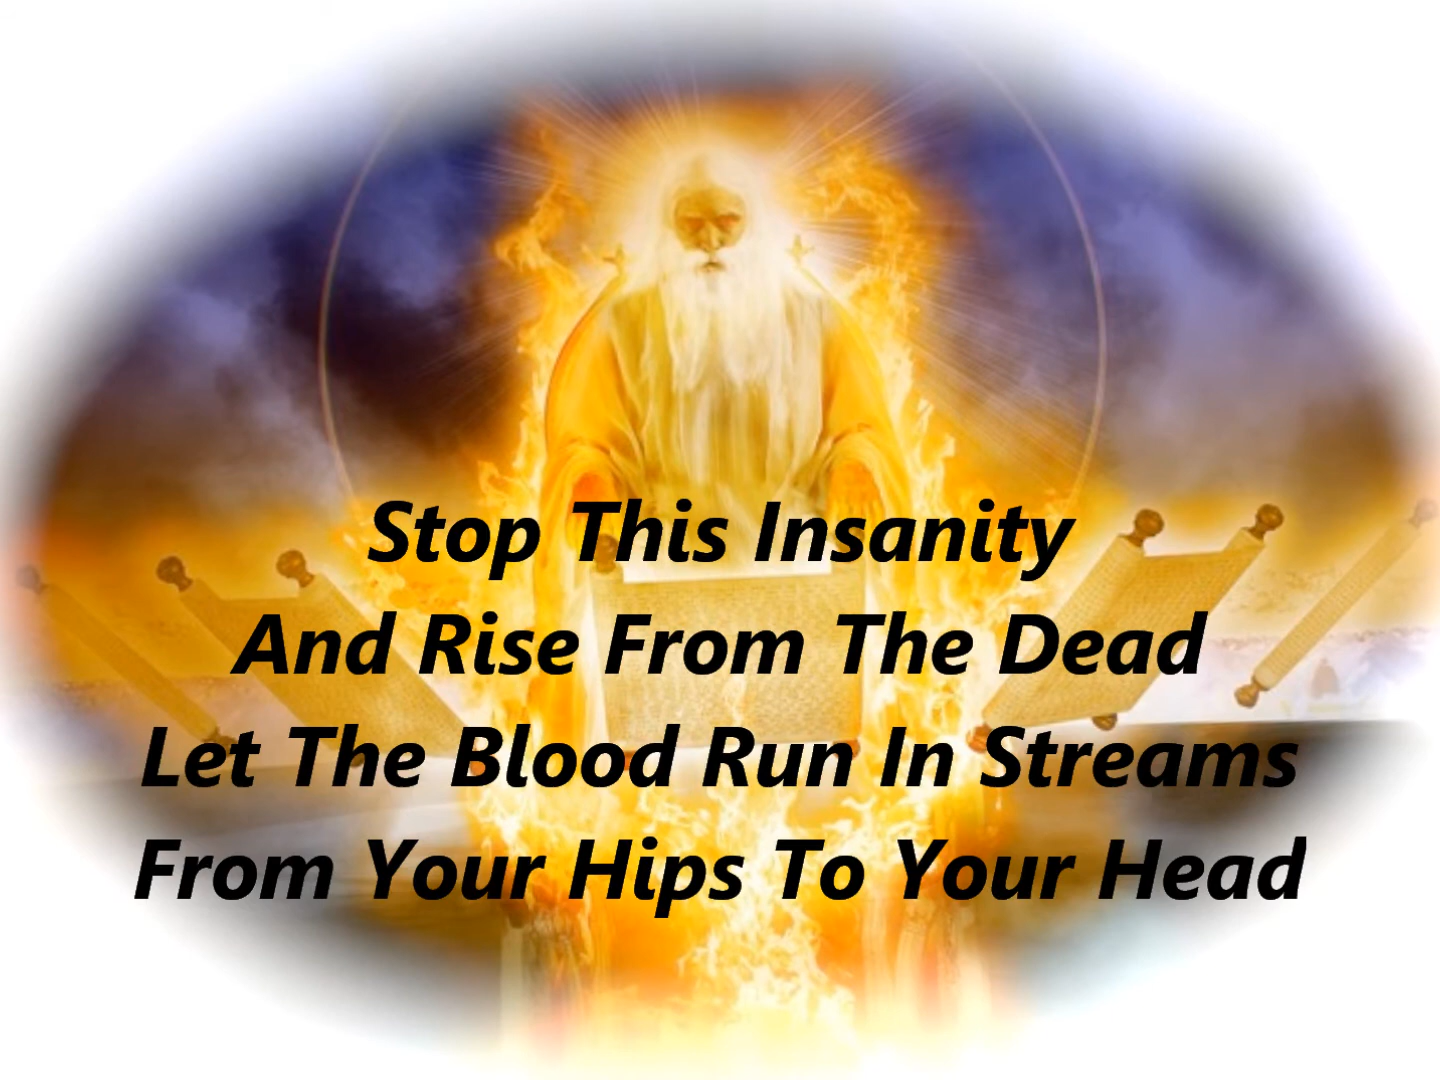 Stop This Insanity
And Rise From The Dead
Let The Blood Run In Streams
From Your Hips To Your Head